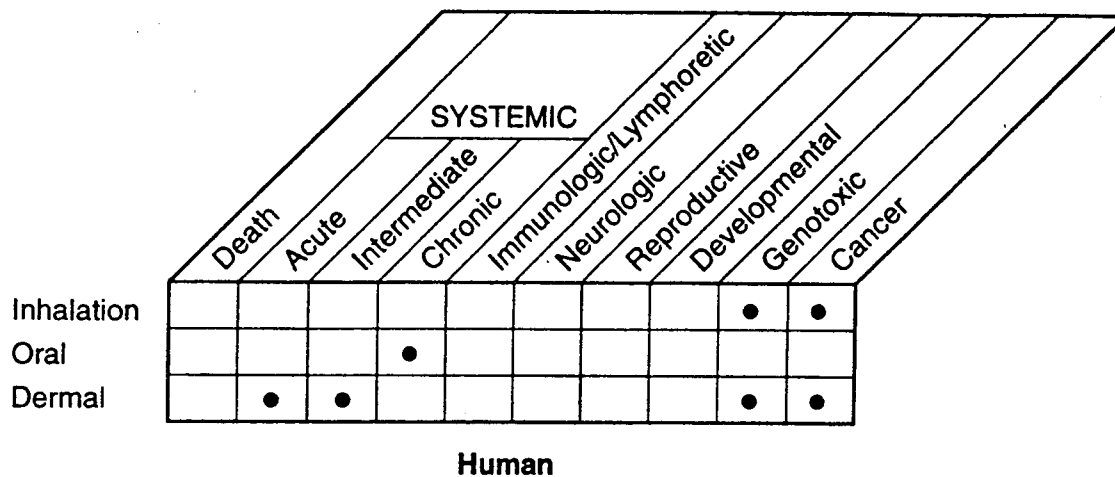 SYSTEMIC
Death
Acute
Intermediate
Chronic
Immunologic/Lymphoretic
Neurologic
Reproductive
Developmental
Genotoxic
Cancer
Inhalation
Oral
Dermal
Human